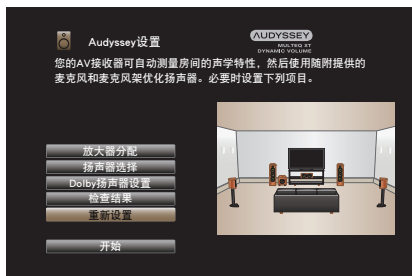 Audyssey设置
AUDYSSEY
MULTEQ XT
DYNAMIC VOLUME
您的AV接收器可自动测量房间的声学特性，然后使用随附提供的
麦克风和麦克风架优化扬声器。必要时设置下列项目。
放大器分配
扬声器选择
Dolby扬声器设置
检查结果
重新设置
开始